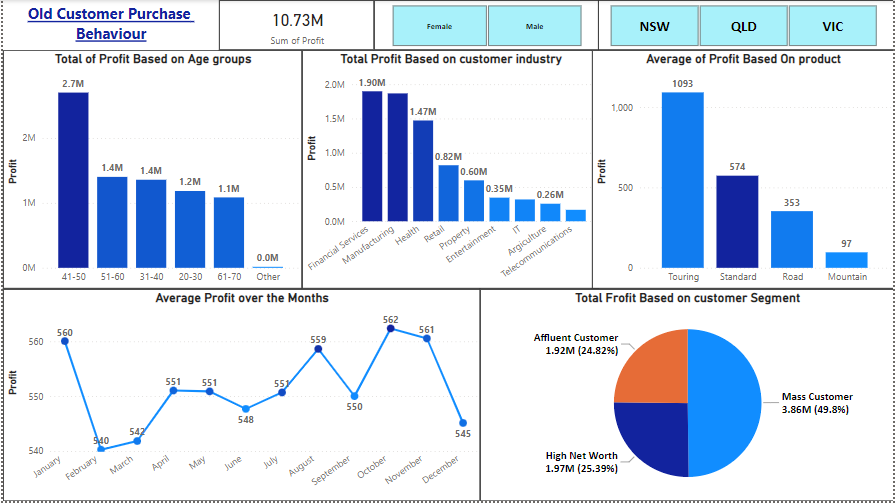 Old Customer Purchase
Behaviour
10.73M
Sum of Profit
Female
Male
NSW
QLD
VIC
Total of Profit Based on Age groups
Profit
2M
1M
0M
2.7M
1.4M
1.4M
1.2M
1.1M
0.0M
41-50
51-60
31-40
20-30
61-70
Other
Total Profit Based on customer industry
Profit
2.0M
1.5M
1.0M
0.5M
0.0M
1.90M
1.47M
0.82M
0.60M
0.35M
0.26M
Financial Services
Manufacturing
Health
Retail
Property
Entertainment
IT
Argiculture
Telecommunications
Average of Profit Based On product
Profit
1,000
500
0
1093
574
353
97
Touring
Standard
Road
Mountain
Average Profit over the Months
Profit
560
550
540
560
540
542
551
551
548
551
559
550
562
561
545
January
February
March
April
May
June
July
August
September
October
November
December
Total Frofit Based on customer Segment
Affluent Customer
1.92M (24.82%)
Mass Customer
3.86M (49.8%)
High Net Worth
1.97M (25.39%)